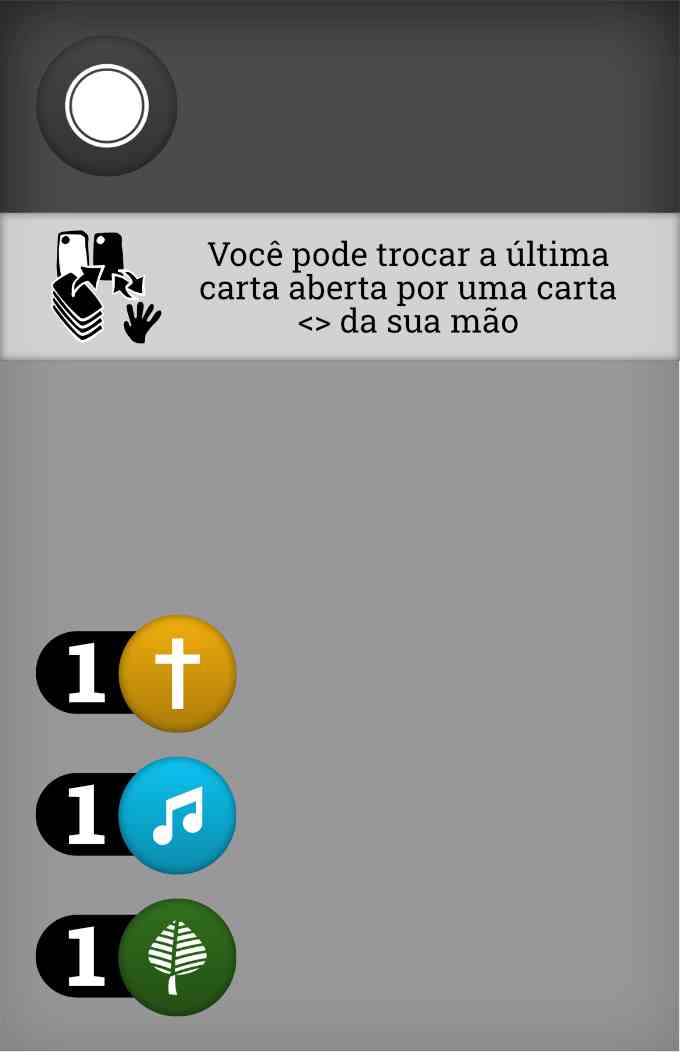 Você pode trocar a última
carta aberta por uma carta
<> da sua mão
1
1
1